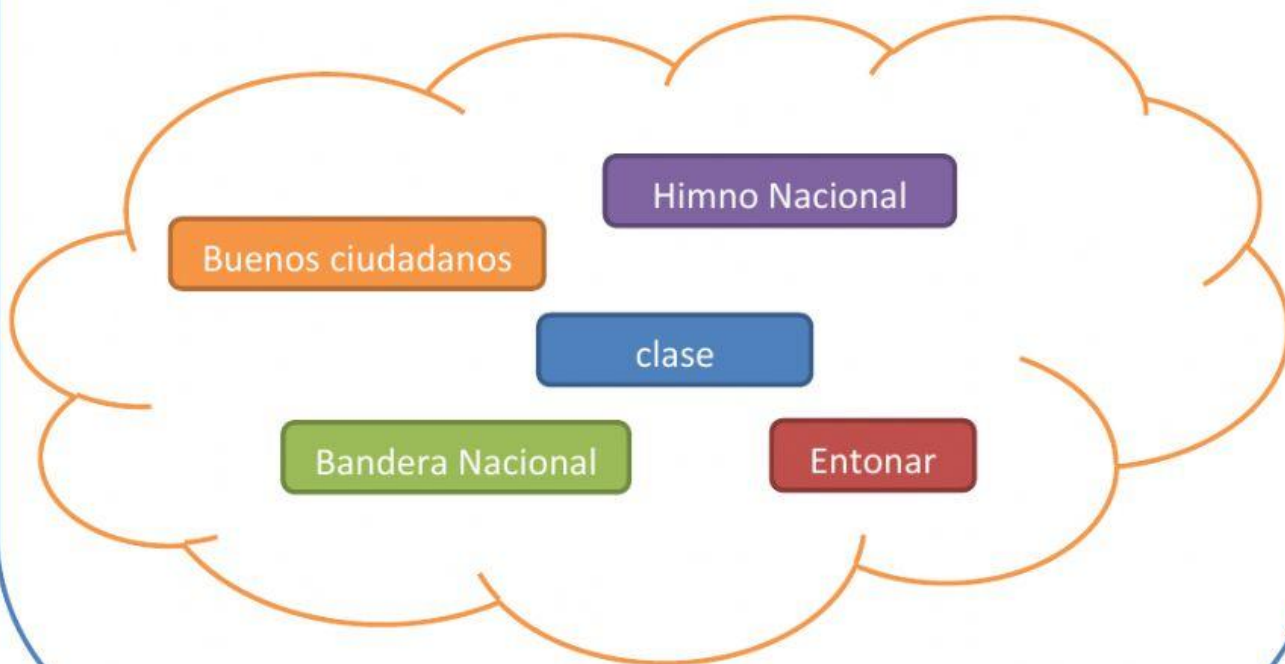 Himno Nacional
Buenos ciudadanos
clase
Bandera Nacional
Entonar